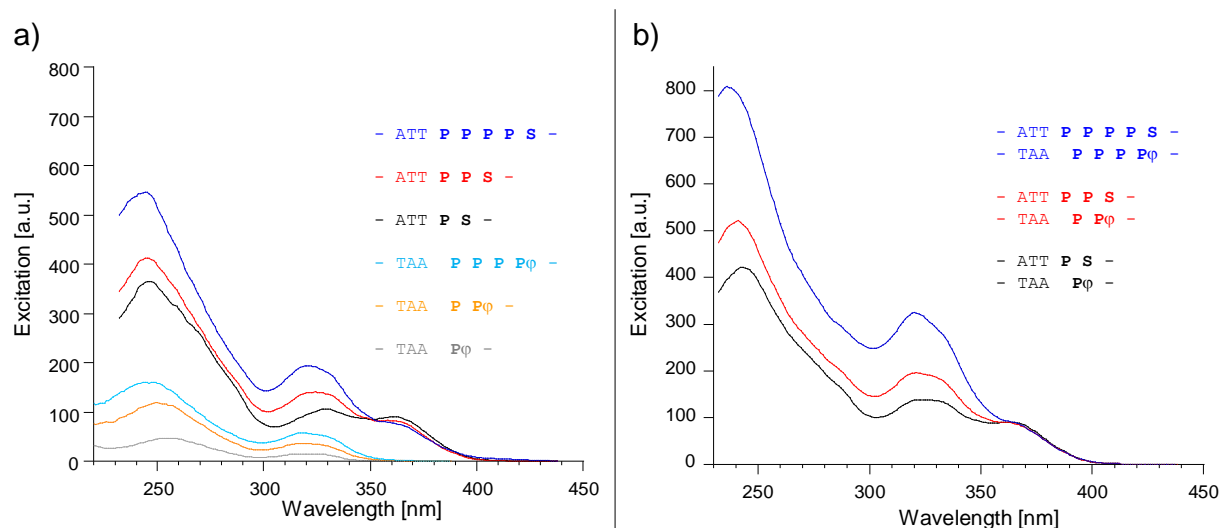 a)
800
700
600
500
400
300
200
100
0
Excitation [a.u.]
250 300 350 400 450
Wavelength [nm]
– ATT P P P P S –
– ATT P P S –
– ATT P S –
– TAA P P P Pφ –
– TAA P Pφ –
– TAA Pφ –
b)
800
700
600
500
400
300
200
100
0
Excitation [a.u.]
250 300 350 400 450
Wavelength [nm]
– ATT P P P P S –
– TAA P P P Pφ –
– ATT P P S –
– TAA P Pφ –
– ATT P S –
– TAA Pφ –